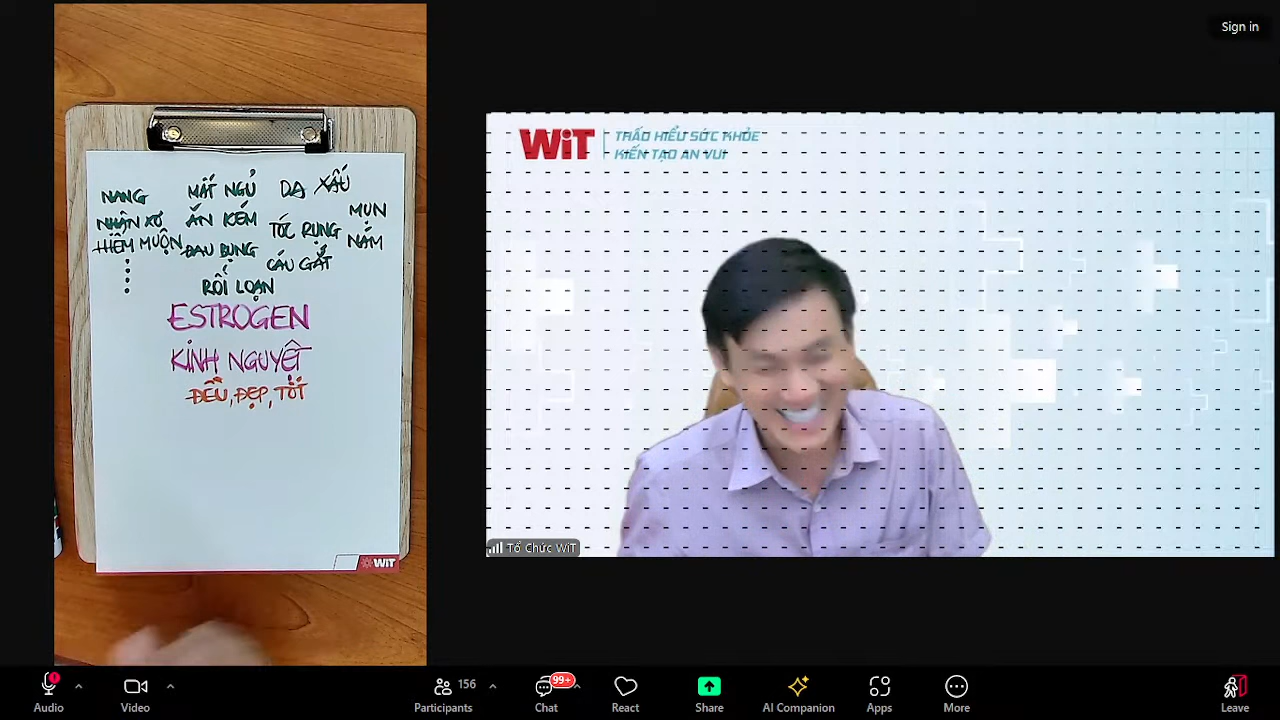 Sign in
WiT
THẤU HIỂU SỨC KHỎE
KIẾN TẠO AN VUI
NANG
NHÂN XƠ
HIẾM MUỘN
MẤT NGỦ
ĂN KÉM
ĐAU BỤNG
DA XẤU
TÓC RỤNG
CÁU GẮT
MỤN
NÁM
RỐI LOẠN
ESTROGEN
KINH NGUYỆT
ĐỀU, ĐẸP, TỐT
WiT
Tổ Chức WiT
Audio
Video
156
Participants
99+
Chat
React
Share
AI Companion
Apps
More
Leave